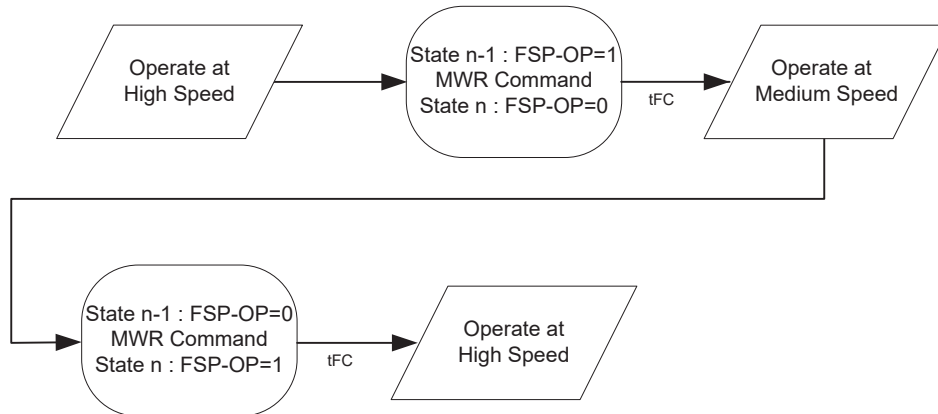 Operate at
High Speed
State n-1 : FSP-OP=1
MWR Command
State n : FSP-OP=0
tFC
Operate at
Medium Speed
State n-1 : FSP-OP=0
MWR Command
State n : FSP-OP=1
tFC
Operate at
High Speed